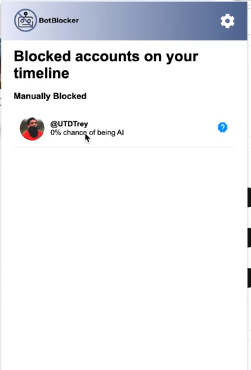 BotBlocker
Blocked accounts on your
timeline
Manually Blocked
@UTDTrey
0% chance of being AI
?